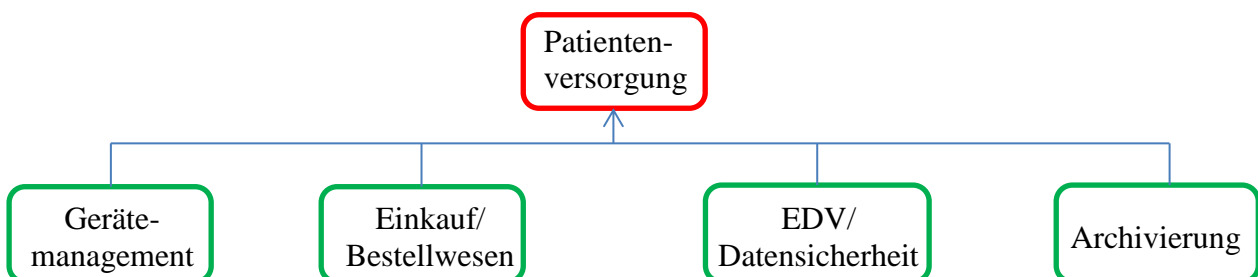 Patienten-
versorgung
Geräte-
management
Einkauf/
Bestellwesen
EDV/
Datensicherheit
Archivierung